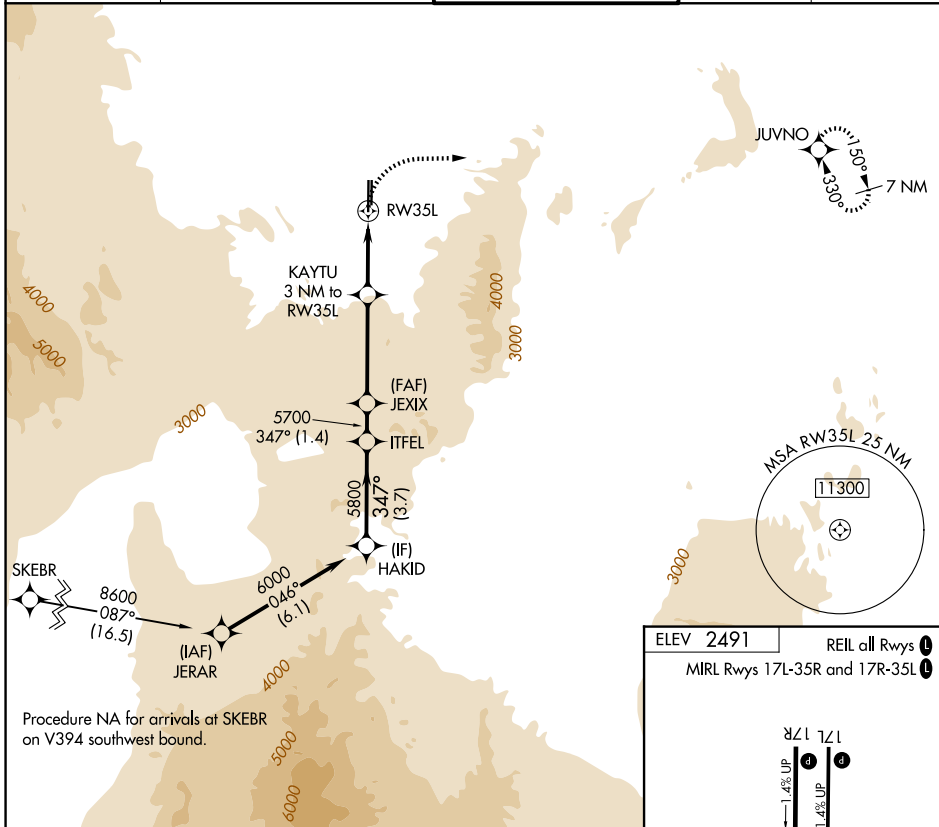 JUVNO
150°
330°
7 NM
RW35L
KAYTU
3 NM to
RW35L
4000
5000
4000
3000
3000
(FAF)
JEXIX
5700
347° (1.4)
ITFEL
5800
347°
(3.7)
(IF)
HAKID
MSA RW35L 25 NM
11300
3000
SKEBR
8600
087°
(16.5)
6000
046°
(6.1)
(IAF)
JERAR
4000
5000
6000
Procedure NA for arrivals at SKEBR
on V394 southwest bound.
ELEV 2491
REIL all Rwys L
MIRL Rwys 17L-35R and 17R-35L L
17R
17L
P
P
1.4% UP
1.4% UP